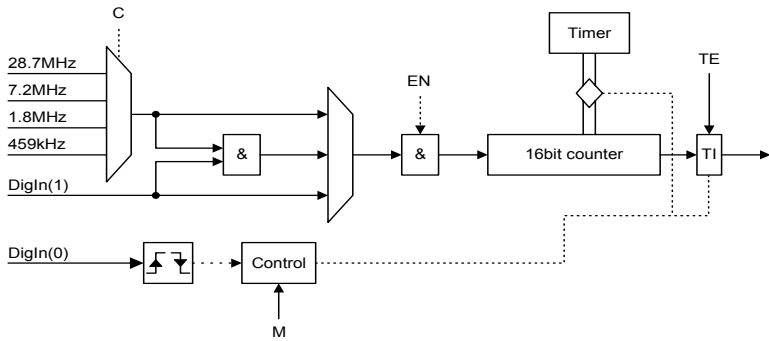 C
Timer
28.7MHz
7.2MHz
1.8MHz
459kHz
EN
TE
&
&
16bit counter
TI
DigIn(1)
DigIn(0)
Control
M